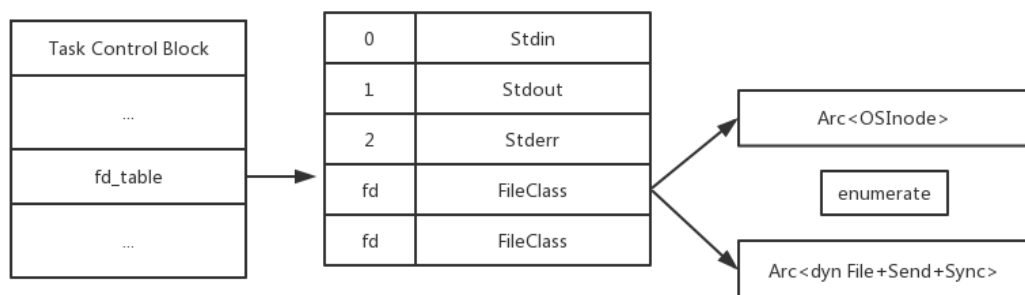 Task Control Block
...
fd_table
...
0 Stdin
1 Stdout
2 Stderr
fd FileClass
fd FileClass
Arc<OSInode>
enumerate
Arc<dyn File+Send+Sync>